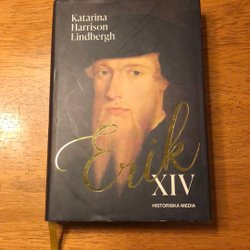 Katarina
Harrison
Lindbergh
Erik
XIV
HISTORISKA MEDIA